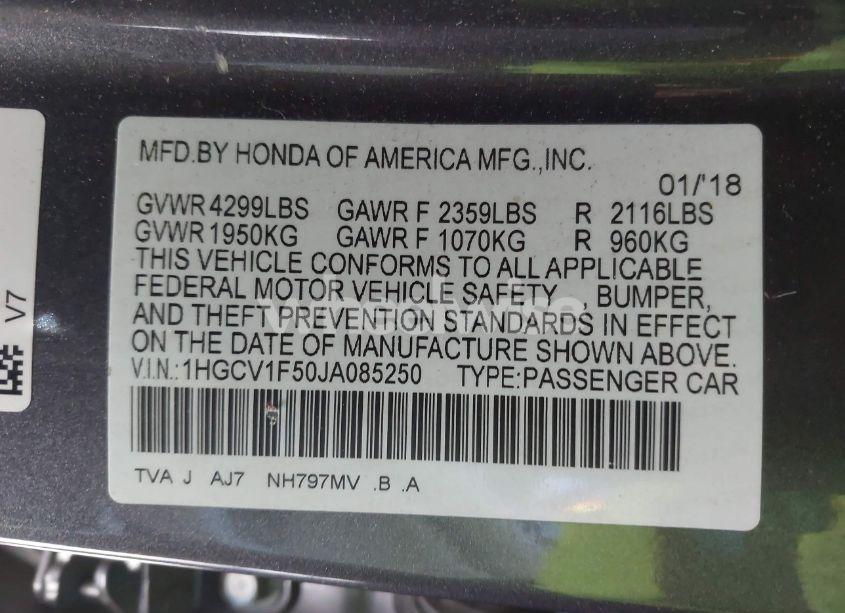 MFD.BY HONDA OF AMERICA MFG.,INC.
01/'18
GVWR 4299LBS GAWR F 2359LBS R 2116LBS
GVWR 1950KG GAWR F 1070KG R 960KG
THIS VEHICLE CONFORMS TO ALL APPLICABLE
FEDERAL MOTOR VEHICLE SAFETY , BUMPER,
AND THEFT PREVENTION STANDARDS IN EFFECT
ON THE DATE OF MANUFACTURE SHOWN ABOVE.
V.I.N.:1HGCV1F50JA085250 TYPE:PASSENGER CAR
TVA J AJ7 NH797MV .B .A
V7